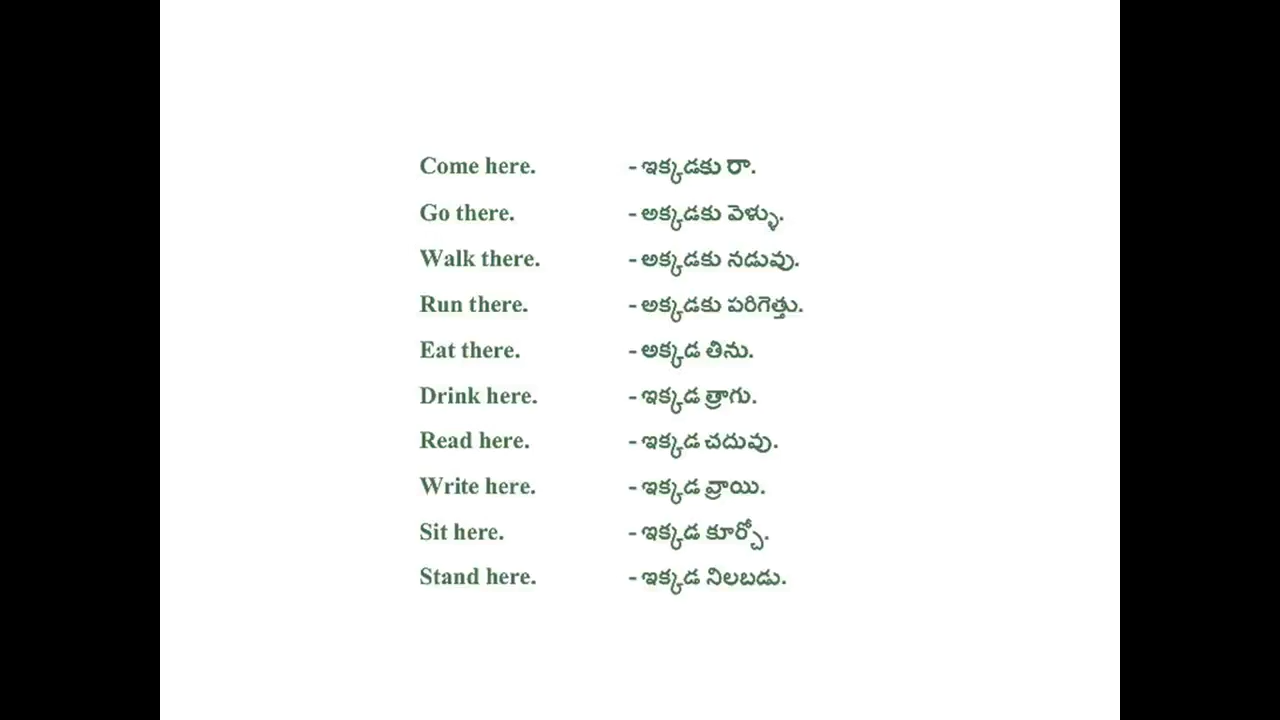 Come here. - ఇక్కడకు రా.
Go there. - అక్కడకు వెళ్ళు.
Walk there. - అక్కడకు నడువు.
Run there. - అక్కడకు పరిగెత్తు.
Eat there. - అక్కడ తిను.
Drink here. - ఇక్కడ త్రాగు.
Read here. - ఇక్కడ చదువు.
Write here. - ఇక్కడ వ్రాయి.
Sit here. - ఇక్కడ కూర్చో.
Stand here. - ఇక్కడ నిలబడు.